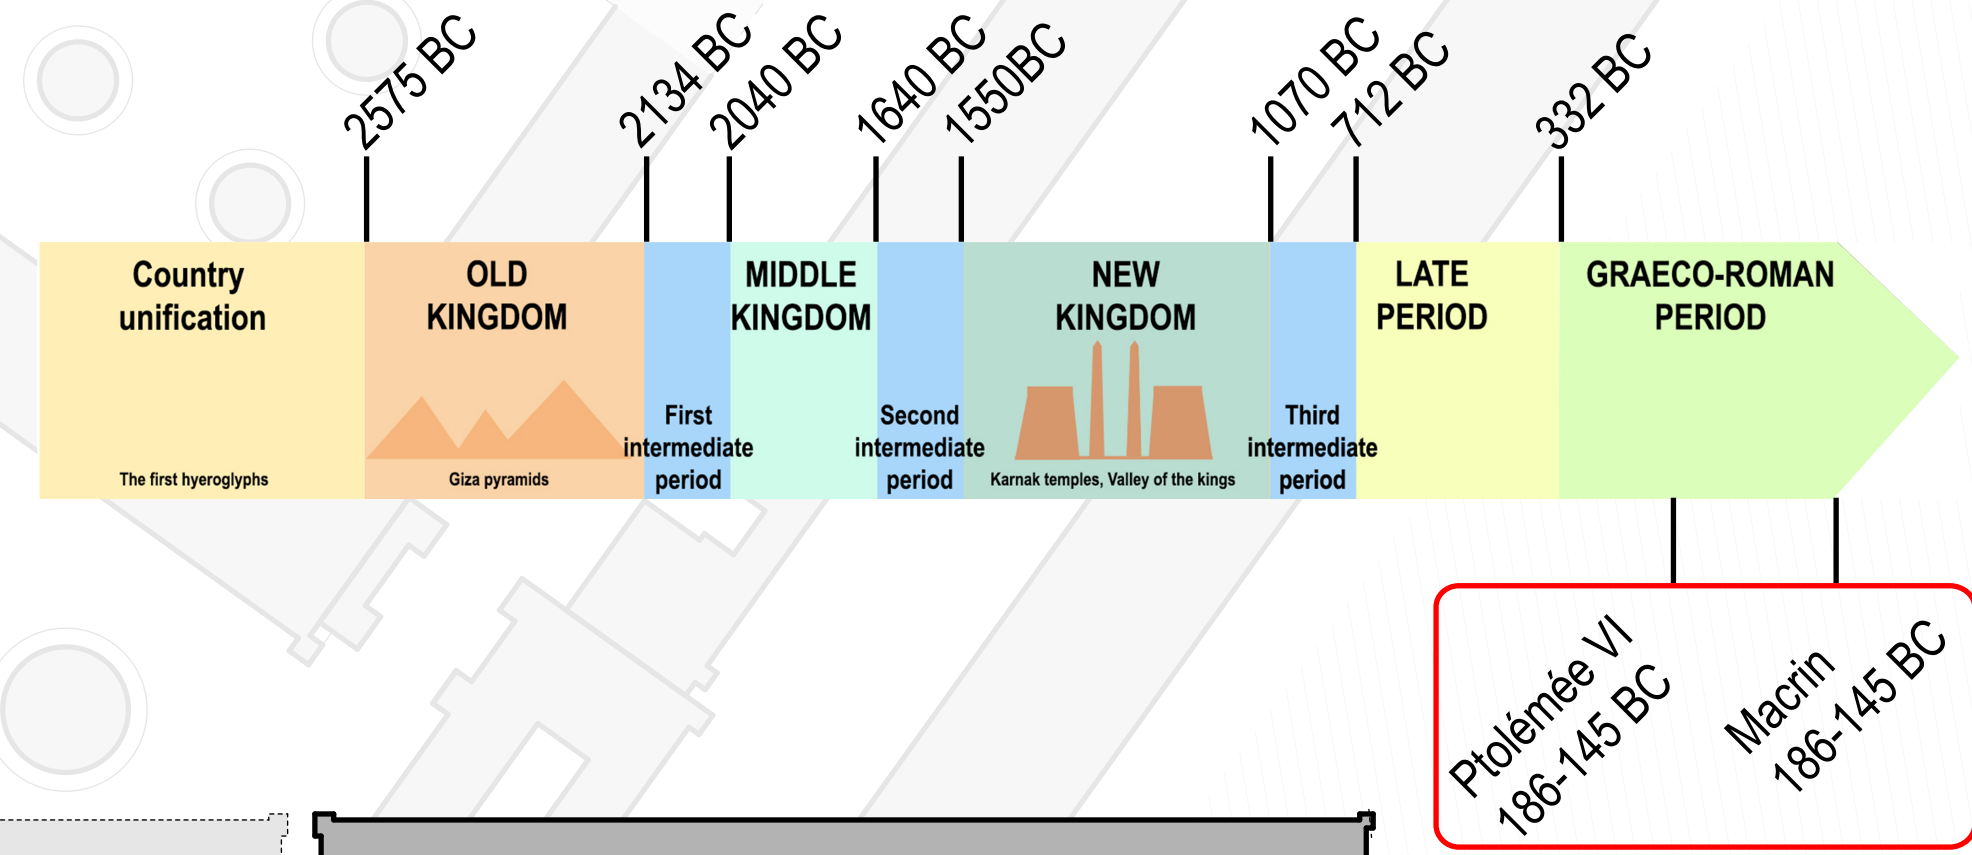 2575 BC
2134 BC
2040 BC
1640 BC
1550BC
1070 BC
712 BC
332 BC
Country
unification
The first hyeroglyphs
OLD
KINGDOM
Giza pyramids
First
intermediate
period
MIDDLE
KINGDOM
Second
intermediate
period
NEW
KINGDOM
Karnak temples, Valley of the kings
Third
intermediate
period
LATE
PERIOD
GRAECO-ROMAN
PERIOD
Ptolémée VI
186-145 BC
Macrin
186-145 BC